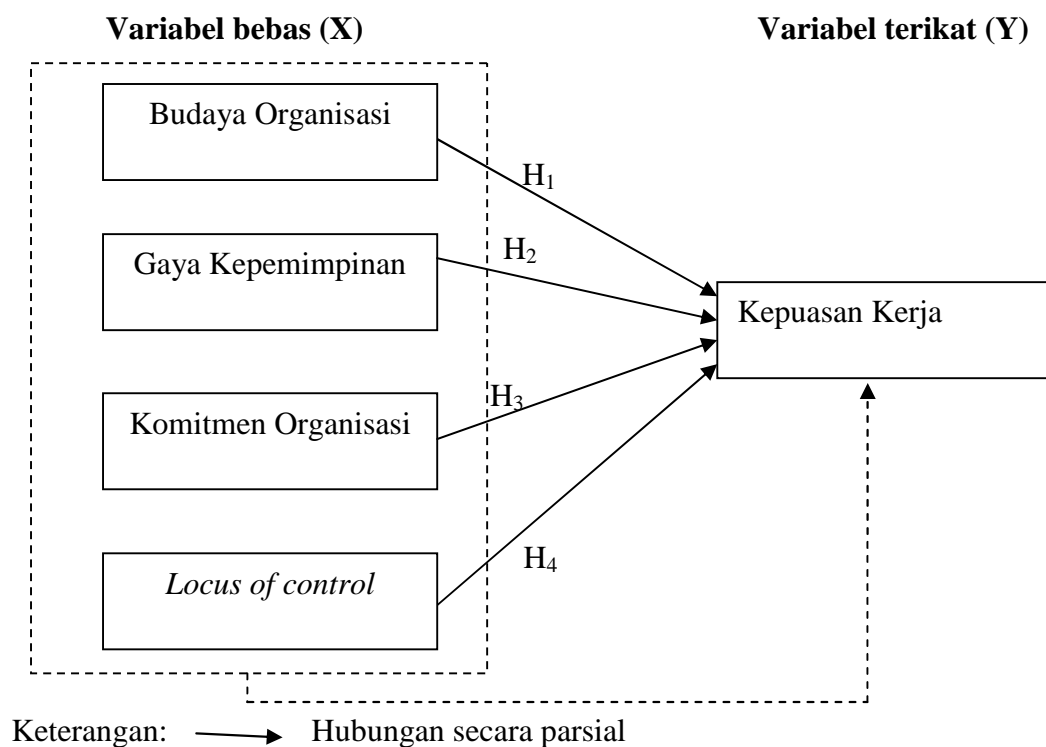 Variabel bebas (X) Variabel terikat (Y)
Budaya Organisasi
H₁
Gaya Kepemimpinan
H₂
Kepuasan Kerja
Komitmen Organisasi
H₃
Locus of control
H₄
Keterangan: Hubungan secara parsial